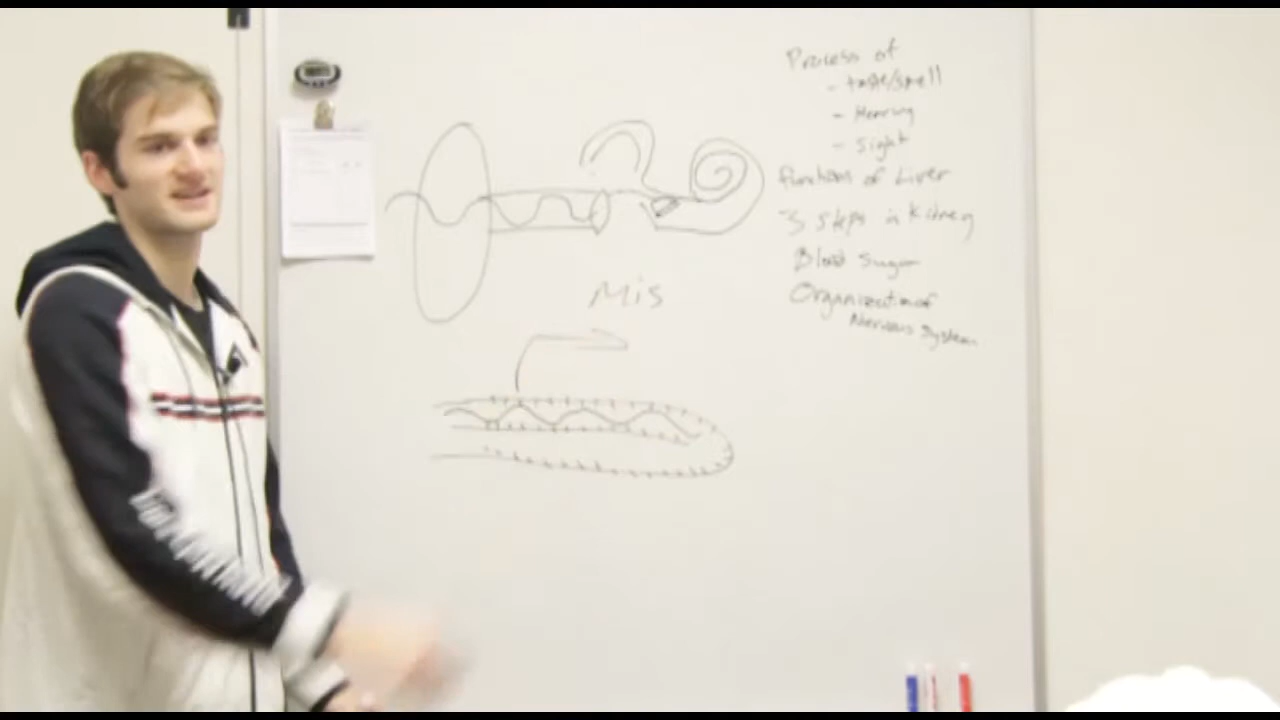 Process of
- taste/smell
- Hearing
- Sight
Functions of Liver
3 steps in Kidney
Blood Sugar
Organization of
Nervous System
MIS